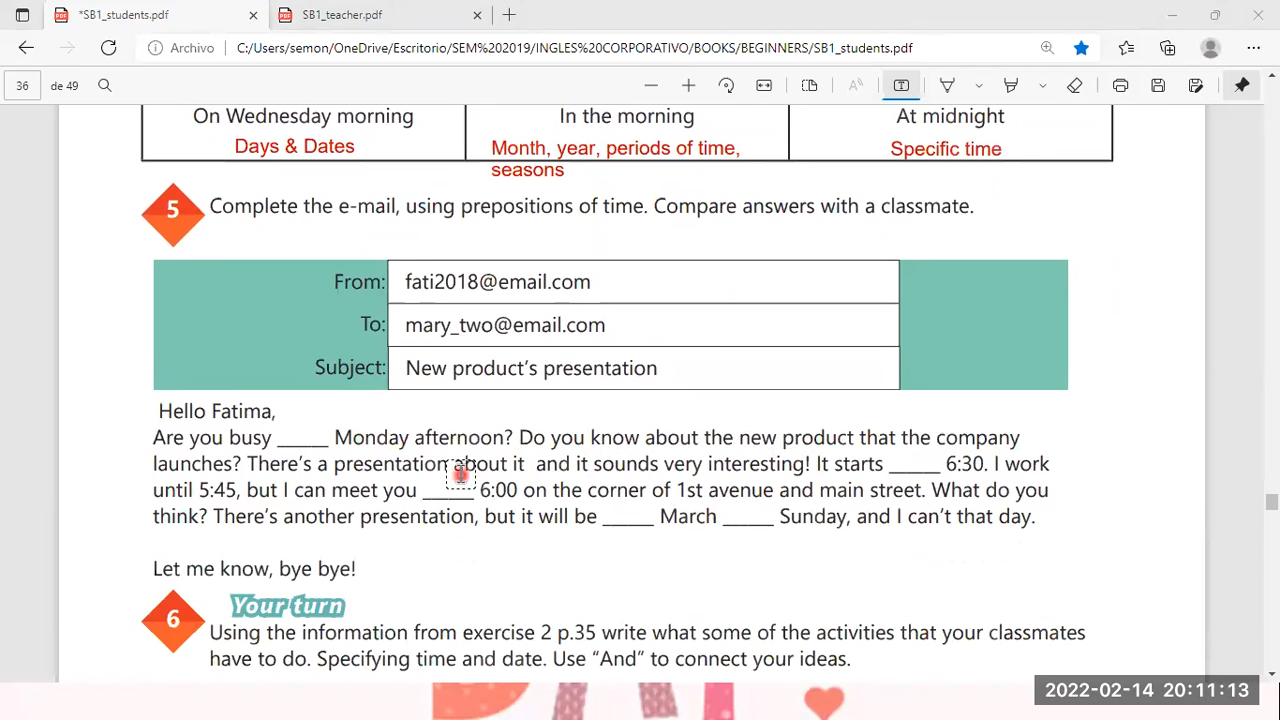 *SB1_students.pdf
SB1_teacher.pdf
Archivo
C:/Users/semon/OneDrive/Escritorio/SEM%202019/INGLES%20CORPORATIVO/BOOKS/BEGINNERS/SB1_students.pdf
36 de 49
On Wednesday morning In the morning At midnight
Days & Dates Month, year, periods of time, Specific time
seasons
5 Complete the e-mail, using prepositions of time. Compare answers with a classmate.
From: fati2018@email.com
To: mary_two@email.com
Subject: New product's presentation
Hello Fatima,
Are you busy _____ Monday afternoon? Do you know about the new product that the company
launches? There's a presentation about it and it sounds very interesting! It starts _____ 6:30. I work
until 5:45, but I can meet you _____ 6:00 on the corner of 1st avenue and main street. What do you
think? There's another presentation, but it will be _____ March _____ Sunday, and I can't that day.
Let me know, bye bye!
6 Your turn
Using the information from exercise 2 p.35 write what some of the activities that your classmates
have to do. Specifying time and date. Use “And” to connect your ideas.
2022-02-14 20:11:13